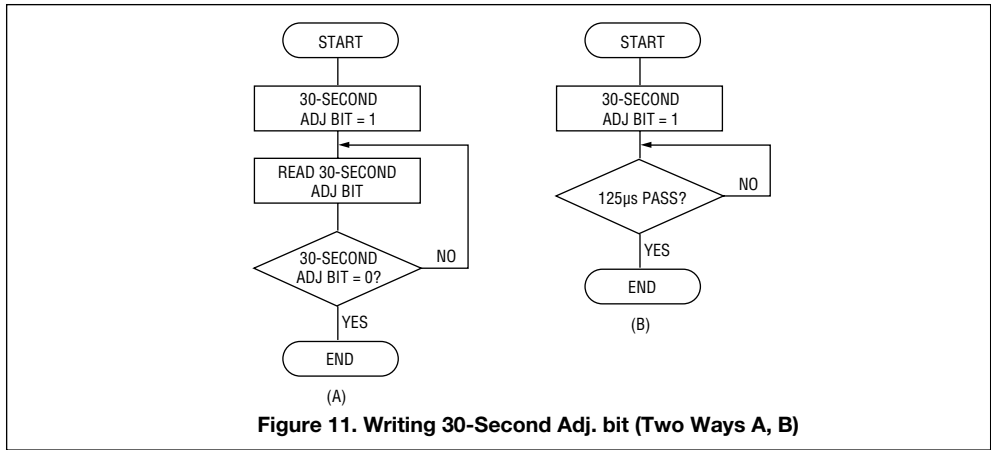 START
30-SECOND
ADJ BIT = 1
READ 30-SECOND
ADJ BIT
30-SECOND
ADJ BIT = 0?
NO
YES
END
(A)
START
30-SECOND
ADJ BIT = 1
125µs PASS?
NO
YES
END
(B)
Figure 11. Writing 30-Second Adj. bit (Two Ways A, B)